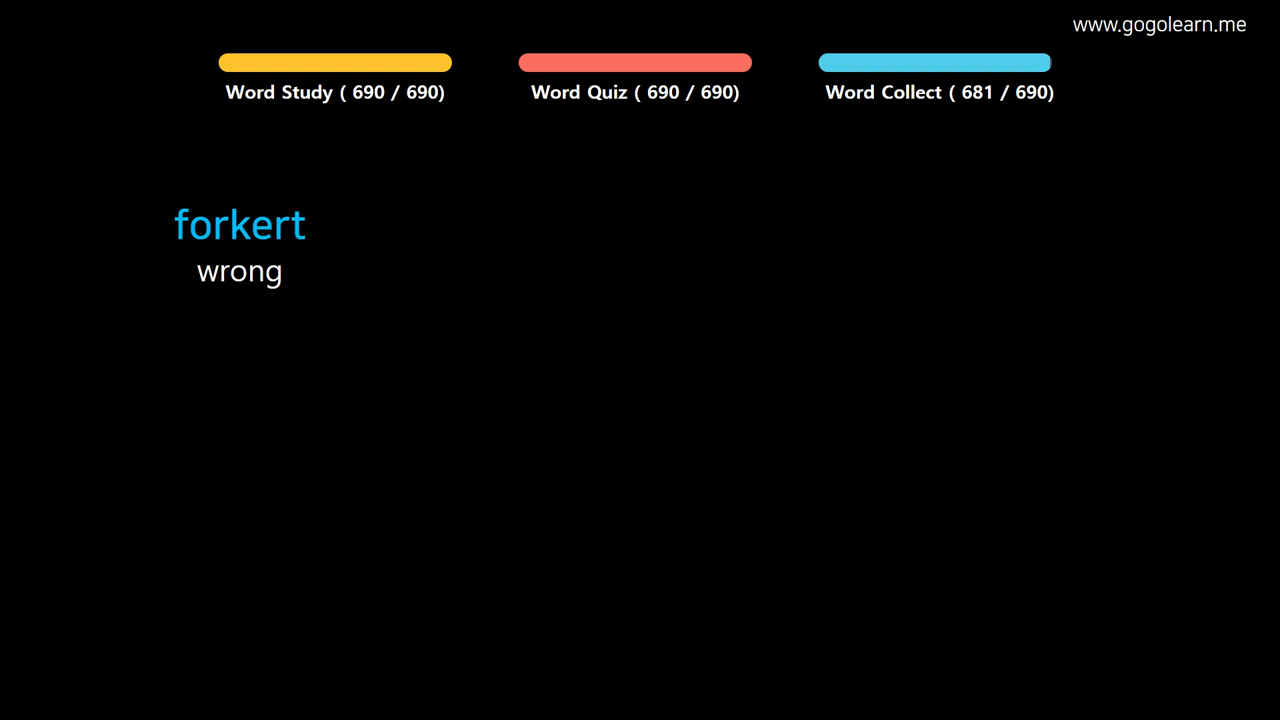 www.gogolearn.me
Word Study ( 690 / 690)
Word Quiz ( 690 / 690)
Word Collect ( 681 / 690)
forkert
wrong